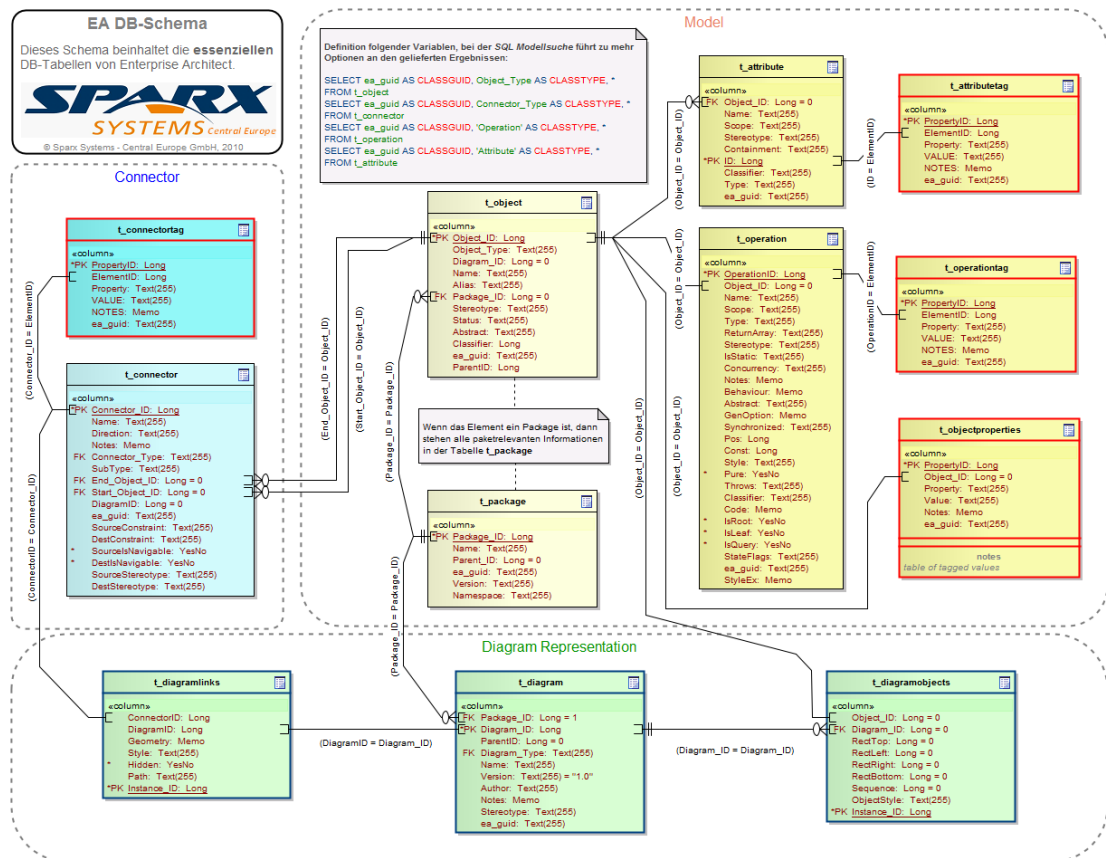 EA DB-Schema
Dieses Schema beinhaltet die essenziellen
DB-Tabellen von Enterprise Architect.
SPARX
SYSTEMS Central Europe
© Sparx Systems - Central Europe GmbH, 2010
Model
Definition folgender Variablen, bei der SQL Modellsuche führt zu mehr
Optionen an den gelieferten Ergebnissen:
SELECT ea_guid AS CLASSGUID, Object_Type AS CLASSTYPE, *
FROM t_object
SELECT ea_guid AS CLASSGUID, Connector_Type AS CLASSTYPE, *
FROM t_connector
SELECT ea_guid AS CLASSGUID, 'Operation' AS CLASSTYPE, *
FROM t_operation
SELECT ea_guid AS CLASSGUID, 'Attribute' AS CLASSTYPE, *
FROM t_attribute
t_attribute
«column»
FK Object_ID: Long = 0
Name: Text(255)
Scope: Text(255)
Stereotype: Text(255)
Containment: Text(255)
*PK ID: Long
Classifier: Text(255)
Type: Text(255)
ea_guid: Text(255)
(ID = ElementID)
t_attributetag
«column»
*PK PropertyID: Long
ElementID: Long
Property: Text(255)
VALUE: Text(255)
NOTES: Memo
ea_guid: Text(255)
(Object_ID = Object_ID)
Connector
t_connectortag
«column»
*PK PropertyID: Long
ElementID: Long
Property: Text(255)
VALUE: Text(255)
NOTES: Memo
ea_guid: Text(255)
(Connector_ID = ElementID)
t_connector
«column»
*PK Connector_ID: Long
Name: Text(255)
Direction: Text(255)
Notes: Memo
FK Connector_Type: Text(255)
SubType: Text(255)
FK End_Object_ID: Long = 0
FK Start_Object_ID: Long = 0
DiagramID: Long = 0
ea_guid: Text(255)
SourceConstraint: Text(255)
DestConstraint: Text(255)
* SourceIsNavigable: YesNo
* DestIsNavigable: YesNo
SourceStereotype: Text(255)
DestStereotype: Text(255)
(ConnectorID = Connector_ID)
(End_Object_ID = Object_ID)
(Start_Object_ID = Object_ID)
t_object
«column»
*PK Object_ID: Long
Object_Type: Text(255)
Diagram_ID: Long = 0
Name: Text(255)
Alias: Text(255)
FK Package_ID: Long = 0
Stereotype: Text(255)
Status: Text(255)
Abstract: Text(255)
Classifier: Long
ea_guid: Text(255)
ParentID: Long
(Package_ID = Package_ID)
Wenn das Element ein Package ist, dann
stehen alle paketrelevanten Informationen
in der Tabelle t_package
t_package
«column»
*PK Package_ID: Long
Name: Text(255)
Parent_ID: Long = 0
ea_guid: Text(255)
Version: Text(255)
Namespace: Text(255)
(Package_ID = Package_ID)
(Object_ID = Object_ID)
(Object_ID = Object_ID)
(Object_ID = Object_ID)
t_operation
«column»
*PK OperationID: Long
Object_ID: Long = 0
Name: Text(255)
Scope: Text(255)
Type: Text(255)
ReturnArray: Text(255)
Stereotype: Text(255)
IsStatic: Text(255)
Concurrency: Text(255)
Notes: Memo
Behaviour: Memo
Abstract: Text(255)
GenOption: Memo
Synchronized: Text(255)
Pos: Long
Const: Long
Style: Text(255)
* Pure: YesNo
Throws: Text(255)
Classifier: Text(255)
Code: Memo
* IsRoot: YesNo
* IsLeaf: YesNo
* IsQuery: YesNo
StateFlags: Text(255)
ea_guid: Text(255)
StyleEx: Memo
(OperationID = ElementID)
t_operationtag
«column»
*PK PropertyID: Long
ElementID: Long
Property: Text(255)
VALUE: Text(255)
NOTES: Memo
ea_guid: Text(255)
t_objectproperties
«column»
*PK PropertyID: Long
Object_ID: Long = 0
Property: Text(255)
Value: Text(255)
Notes: Memo
ea_guid: Text(255)
notes
table of tagged values
Diagram Representation
t_diagramlinks
«column»
ConnectorID: Long
DiagramID: Long
Geometry: Memo
Style: Text(255)
* Hidden: YesNo
Path: Text(255)
*PK Instance_ID: Long
(DiagramID = Diagram_ID)
t_diagram
«column»
FK Package_ID: Long = 1
*PK Diagram_ID: Long
ParentID: Long = 0
FK Diagram_Type: Text(255)
Name: Text(255)
Version: Text(255) = "1.0"
Author: Text(255)
Notes: Memo
Stereotype: Text(255)
ea_guid: Text(255)
(Diagram_ID = Diagram_ID)
t_diagramobjects
«column»
Object_ID: Long = 0
FK Diagram_ID: Long = 0
RectTop: Long = 0
RectLeft: Long = 0
RectRight: Long = 0
RectBottom: Long = 0
Sequence: Long = 0
ObjectStyle: Text(255)
*PK Instance_ID: Long